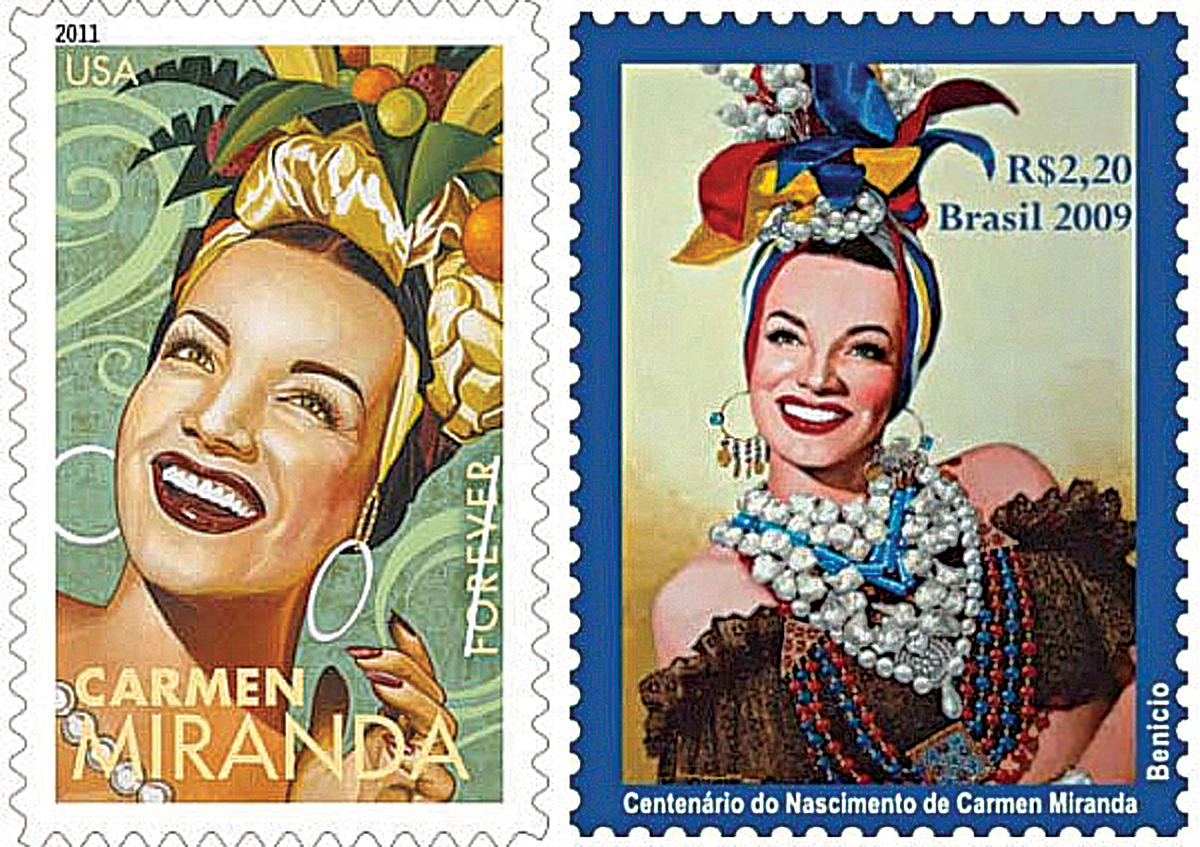 2011
USA
FOREVER
CARMEN
MIRANDA
R$2,20
Brasil 2009
Benicio
Centenário do Nascimento de Carmen Miranda